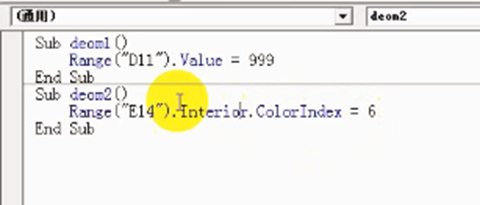 (通用)
deom2
Sub deom1()
Range("D11").Value = 999
End Sub
Sub deom2()
Range("E14").Interior.ColorIndex = 6
End Sub